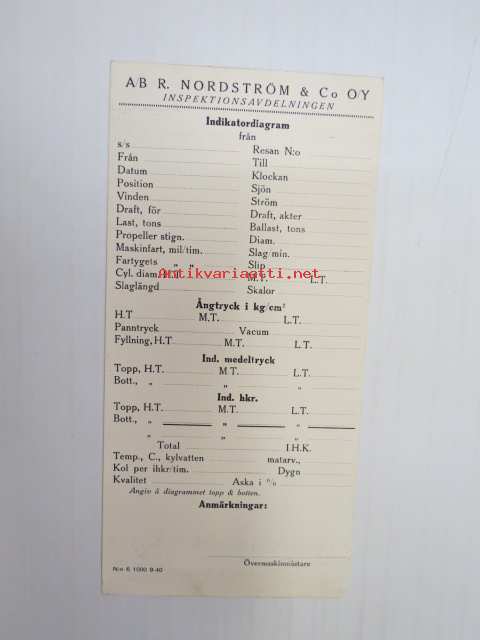 A/B R. NORDSTRÖM & Co O/Y
INSPEKTIONSAVDELNINGEN
Indikatordiagram
från
s/s Resan N:o
Från Till
Datum Klockan
Position Sjön
Vinden Ström
Draft, för Draft, akter
Last, tons Ballast, tons
Propeller stign. Diam.
Maskinfart, mil/tim. Slag/min.
Fartygets „ „ Slip
Cyl. diam. H.T. M.T. L.T.
Antikvariaatti.net
Slaglängd Skalor
Ångtryck i kg/cm²
H.T M.T. L.T.
Panntryck Vacum
Fyllning, H.T M.T. L.T.
Ind. medeltryck
Topp, H.T. M.T. L.T.
Bott., „ „ „
Ind. hkr.
Topp, H.T. M.T. L.T.
Bott., „ „ „
„ „ „
Total I.H.K.
Temp., C., kylvatten matarv.,
Kol per ihkr/tim. Dygn
Kvalitet Aska i %
Angiv å diagrammet topp & botten.
Anmärkningar:
Övermaskinmästare
N:o 6 1000 9-40